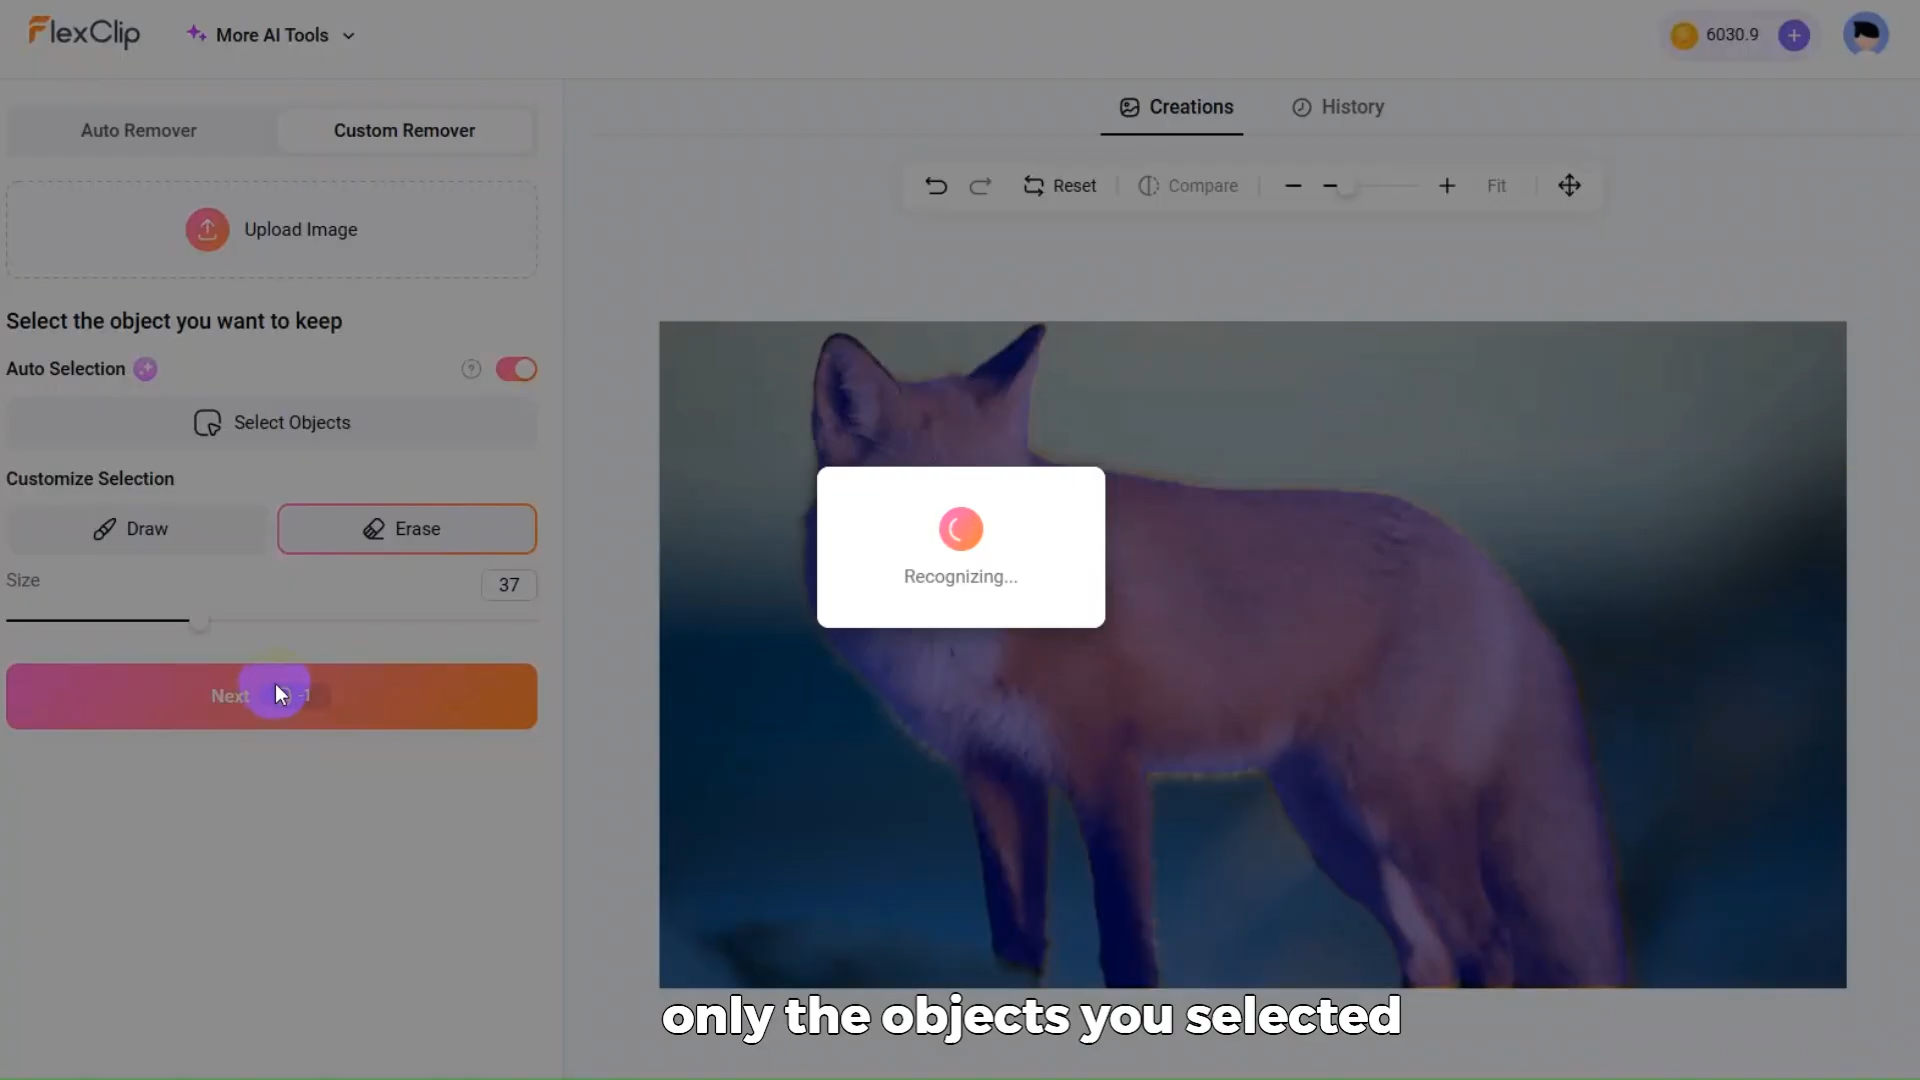 FlexClip
More AI Tools
6030.9
Auto Remover
Custom Remover
Creations
History
Reset
Compare
Fit
Upload Image
Select the object you want to keep
Auto Selection
?
Select Objects
Customize Selection
Draw
Erase
Size
37
Next
-1
Recognizing...
only the objects you selected